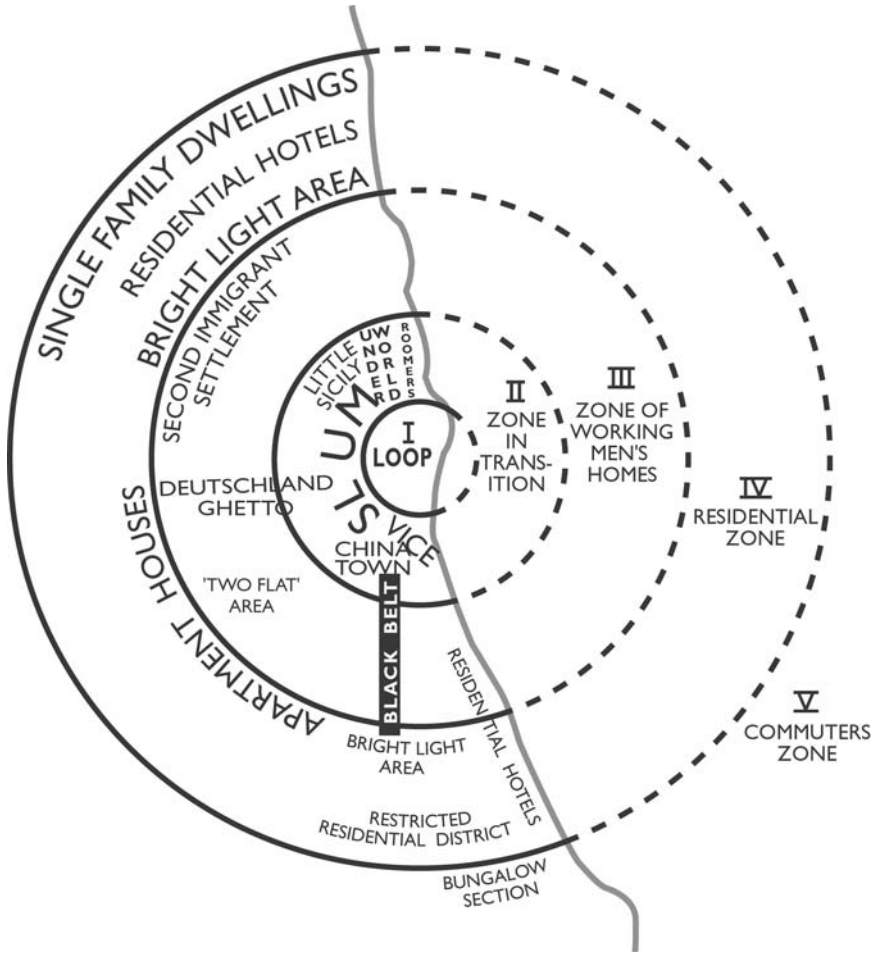 SINGLE FAMILY DWELLINGS
RESIDENTIAL HOTELS
BRIGHT LIGHT AREA
SECOND IMMIGRANT
SETTLEMENT
LITTLE
SICILY
UNDER
WORLD
ROOMERS
SLUM
I
LOOP
II
ZONE
IN
TRANS-
ITION
III
ZONE OF
WORKING
MEN'S
HOMES
IV
RESIDENTIAL
ZONE
V
COMMUTERS
ZONE
DEUTSCHLAND
GHETTO
VICE
CHINA
TOWN
'TWO FLAT'
AREA
APARTMENT HOUSES
BLACK BELT
RESIDENTIAL HOTELS
BRIGHT LIGHT
AREA
RESTRICTED
RESIDENTIAL DISTRICT
BUNGALOW
SECTION